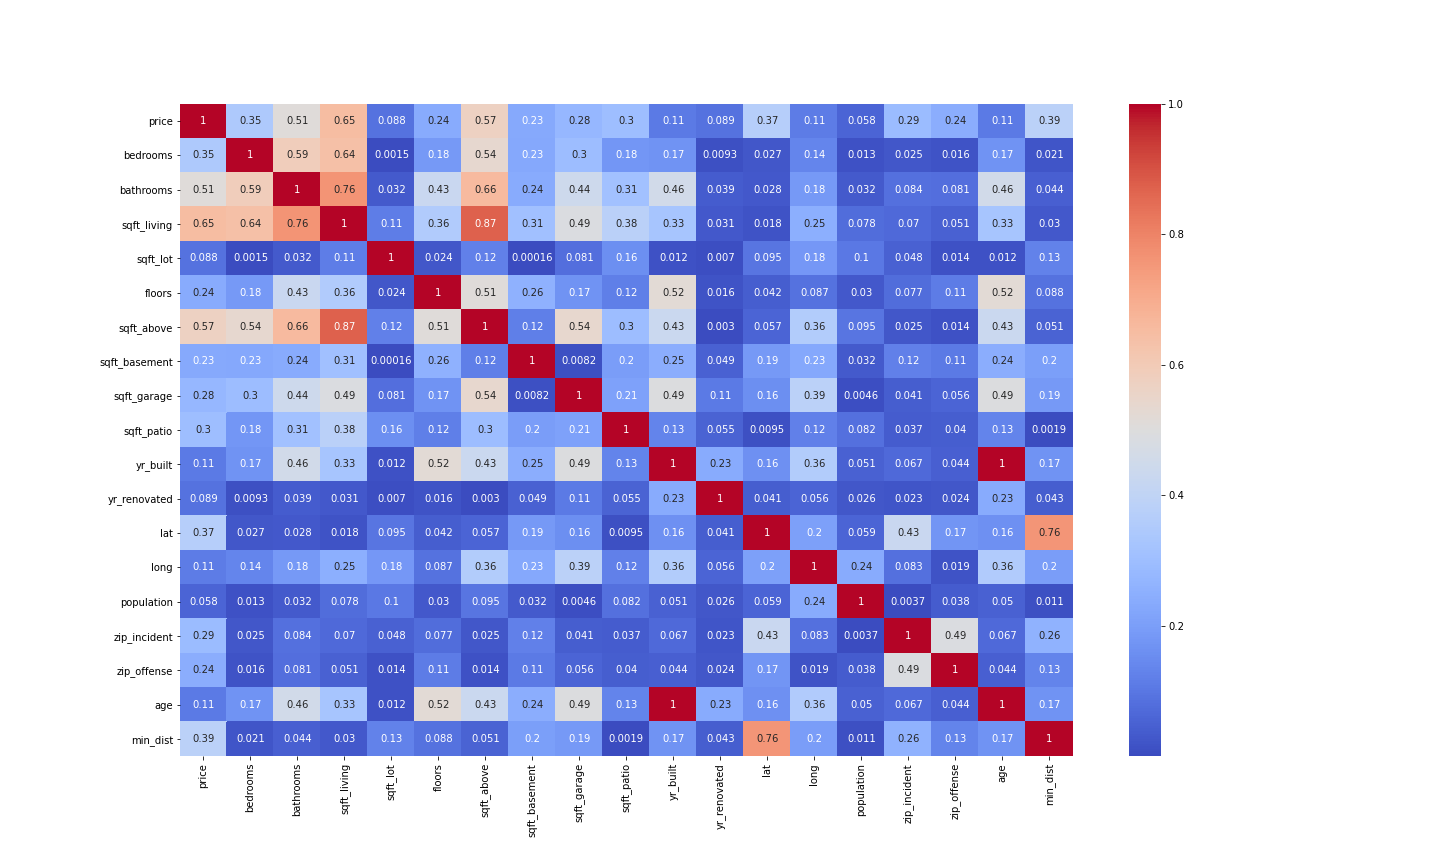 price 1 0.35 0.51 0.65 0.088 0.24 0.57 0.23 0.28 0.3 0.11 0.089 0.37 0.11 0.058 0.29 0.24 0.11 0.39
bedrooms 0.35 1 0.59 0.64 0.0015 0.18 0.54 0.23 0.3 0.18 0.17 0.0093 0.027 0.14 0.013 0.025 0.016 0.17 0.021
bathrooms 0.51 0.59 1 0.76 0.032 0.43 0.66 0.24 0.44 0.31 0.46 0.039 0.028 0.18 0.032 0.084 0.081 0.46 0.044
sqft_living 0.65 0.64 0.76 1 0.11 0.36 0.87 0.31 0.49 0.38 0.33 0.031 0.018 0.25 0.078 0.07 0.051 0.33 0.03
sqft_lot 0.088 0.0015 0.032 0.11 1 0.024 0.12 0.00016 0.081 0.16 0.012 0.007 0.095 0.18 0.1 0.048 0.014 0.012 0.13
floors 0.24 0.18 0.43 0.36 0.024 1 0.51 0.26 0.17 0.12 0.52 0.016 0.042 0.087 0.03 0.077 0.11 0.52 0.088
sqft_above 0.57 0.54 0.66 0.87 0.12 0.51 1 0.12 0.54 0.3 0.43 0.003 0.057 0.36 0.095 0.025 0.014 0.43 0.051
sqft_basement 0.23 0.23 0.24 0.31 0.00016 0.26 0.12 1 0.0082 0.2 0.25 0.049 0.19 0.23 0.032 0.12 0.11 0.24 0.2
sqft_garage 0.28 0.3 0.44 0.49 0.081 0.17 0.54 0.0082 1 0.21 0.49 0.11 0.16 0.39 0.0046 0.041 0.056 0.49 0.19
sqft_patio 0.3 0.18 0.31 0.38 0.16 0.12 0.3 0.2 0.21 1 0.13 0.055 0.0095 0.12 0.082 0.037 0.04 0.13 0.0019
yr_built 0.11 0.17 0.46 0.33 0.012 0.52 0.43 0.25 0.49 0.13 1 0.23 0.16 0.36 0.051 0.067 0.044 1 0.17
yr_renovated 0.089 0.0093 0.039 0.031 0.007 0.016 0.003 0.049 0.11 0.055 0.23 1 0.041 0.056 0.026 0.023 0.024 0.23 0.043
lat 0.37 0.027 0.028 0.018 0.095 0.042 0.057 0.19 0.16 0.0095 0.16 0.041 1 0.2 0.059 0.43 0.17 0.16 0.76
long 0.11 0.14 0.18 0.25 0.18 0.087 0.36 0.23 0.39 0.12 0.36 0.056 0.2 1 0.24 0.083 0.019 0.36 0.2
population 0.058 0.013 0.032 0.078 0.1 0.03 0.095 0.032 0.0046 0.082 0.051 0.026 0.059 0.24 1 0.0037 0.038 0.05 0.011
zip_incident 0.29 0.025 0.084 0.07 0.048 0.077 0.025 0.12 0.041 0.037 0.067 0.023 0.43 0.083 0.0037 1 0.49 0.067 0.26
zip_offense 0.24 0.016 0.081 0.051 0.014 0.11 0.014 0.11 0.056 0.04 0.044 0.024 0.17 0.019 0.038 0.49 1 0.044 0.13
age 0.11 0.17 0.46 0.33 0.012 0.52 0.43 0.24 0.49 0.13 1 0.23 0.16 0.36 0.05 0.067 0.044 1 0.17
min_dist 0.39 0.021 0.044 0.03 0.13 0.088 0.051 0.2 0.19 0.0019 0.17 0.043 0.76 0.2 0.011 0.26 0.13 0.17 1
price bedrooms bathrooms sqft_living sqft_lot floors sqft_above sqft_basement sqft_garage sqft_patio yr_built yr_renovated lat long population zip_incident zip_offense age min_dist
1.0
0.8
0.6
0.4
0.2